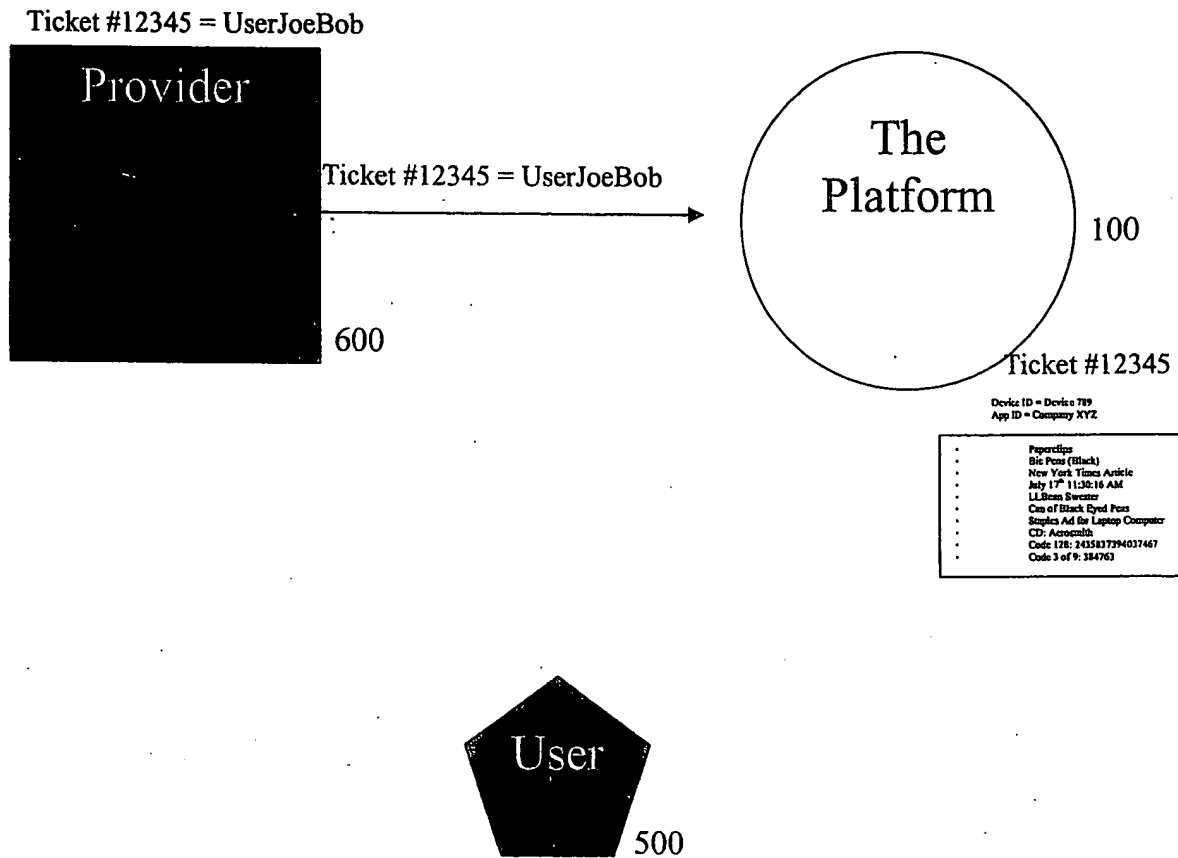 Ticket #12345 = UserJoeBob
Provider
Ticket #12345 = UserJoeBob
600
The
Platform
100
Ticket #12345
Device ID = Device 789
App ID = Company XYZ
Paperclips
Bic Pens (Black)
New York Times Article
July 17th 11:30:16 AM
LLBean Sweater
Can of Black Eyed Peas
Staples Ad for Laptop Computer
CD: Aerosmith
Code 128: 2435837394037467
Code 3 of 9: 384763
User
500